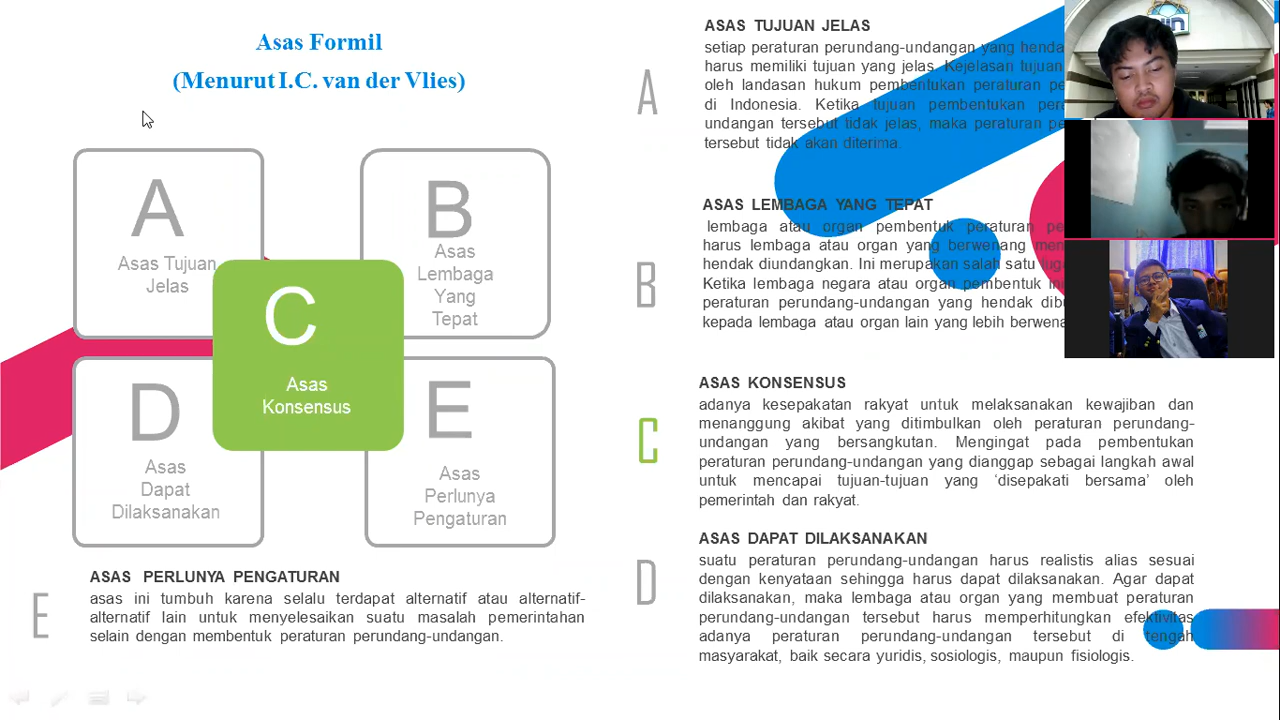 Asas Formil
(Menurut I.C. van der Vlies)
A
Asas Tujuan
Jelas
B
Asas
Lembaga
Yang
Tepat
C
Asas
Konsensus
D
Asas
Dapat
Dilaksanakan
E
Asas
Perlunya
Pengaturan
E
ASAS PERLUNYA PENGATURAN
asas ini tumbuh karena selalu terdapat alternatif atau alternatif-
alternatif lain untuk menyelesaikan suatu masalah pemerintahan
selain dengan membentuk peraturan perundang-undangan.
A
ASAS TUJUAN JELAS
setiap peraturan perundang-undangan yang
harus memiliki tujuan yang jelas. Kejelasan tujuan
oleh landasan hukum pembentukan peraturan
di Indonesia. Ketika tujuan pembentukan
undangan tersebut tidak jelas, maka peraturan
tersebut tidak akan diterima.
B
ASAS LEMBAGA YANG TEPAT
lembaga atau organ pembentuk peraturan
harus lembaga atau organ yang berwenang
hendak diundangkan. Ini merupakan salah satu
Ketika lembaga negara atau organ pembentuk
peraturan perundang-undangan yang hendak
kepada lembaga atau organ lain yang lebih
C
ASAS KONSENSUS
adanya kesepakatan rakyat untuk melaksanakan kewajiban dan
menanggung akibat yang ditimbulkan oleh peraturan perundang-
undangan yang bersangkutan. Mengingat pada pembentukan
peraturan perundang-undangan yang dianggap sebagai langkah awal
untuk mencapai tujuan-tujuan yang ‘disepakati bersama’ oleh
pemerintah dan rakyat.
D
ASAS DAPAT DILAKSANAKAN
suatu peraturan perundang-undangan harus realistis alias sesuai
dengan kenyataan sehingga harus dapat dilaksanakan. Agar dapat
dilaksanakan, maka lembaga atau organ yang membuat peraturan
perundang-undangan tersebut harus memperhitungkan efektivitas
adanya peraturan perundang-undangan tersebut di tengah
masyarakat, baik secara yuridis, sosiologis, maupun fisiologis.